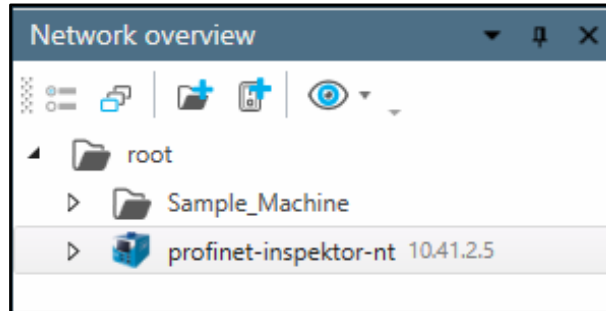 Network overview
root
Sample_Machine
profinet-inspektor-nt 10.41.2.5